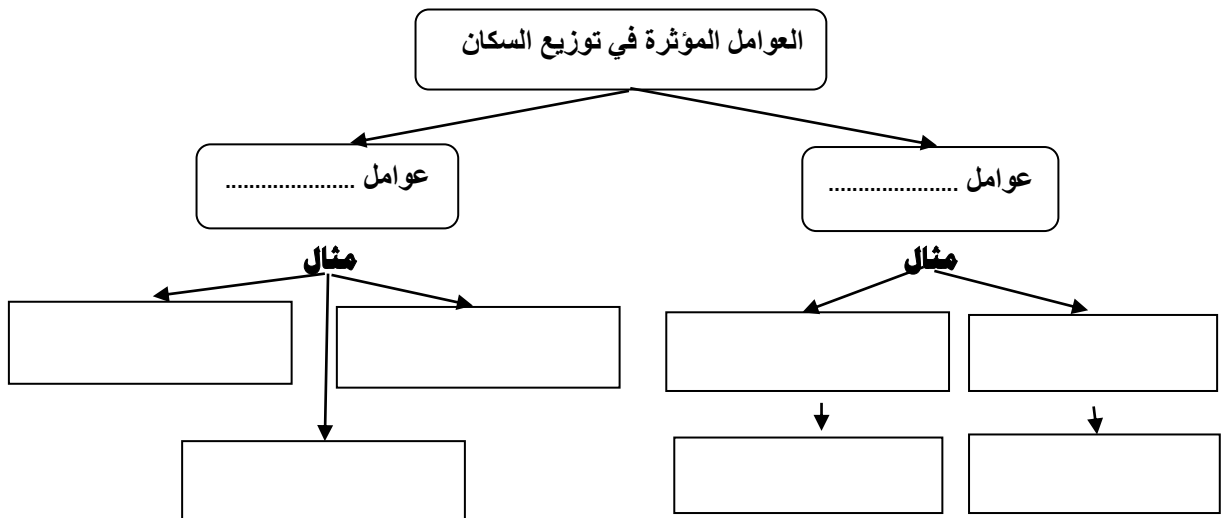 العوامل المؤثرة في توزيع السكان
عوامل ......................
عوامل ......................
مثال
مثال